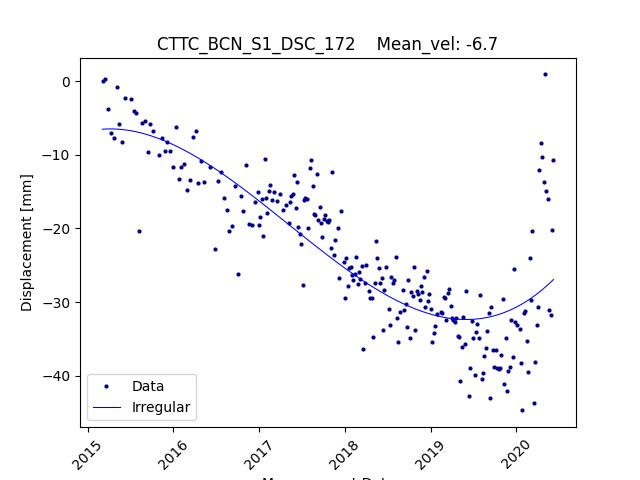 CTTC_BCN_S1_DSC_172    Mean_vel: -6.7
Displacement [mm]
0
−10
−20
−30
−40
Data
Irregular
2015
2016
2017
2018
2019
2020